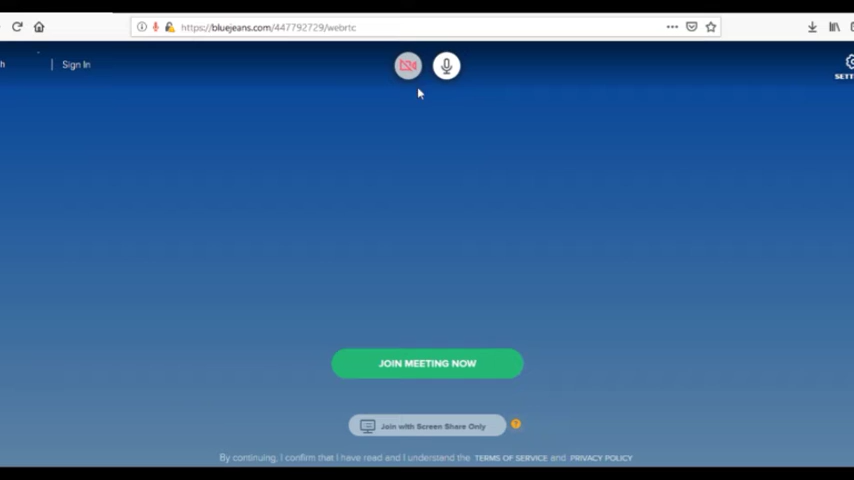 https://bluejeans.com/447792729/webrtc
h | Sign In
SETT
JOIN MEETING NOW
Join with Screen Share Only ?
By continuing, I confirm that I have read and I understand the TERMS OF SERVICE and PRIVACY POLICY